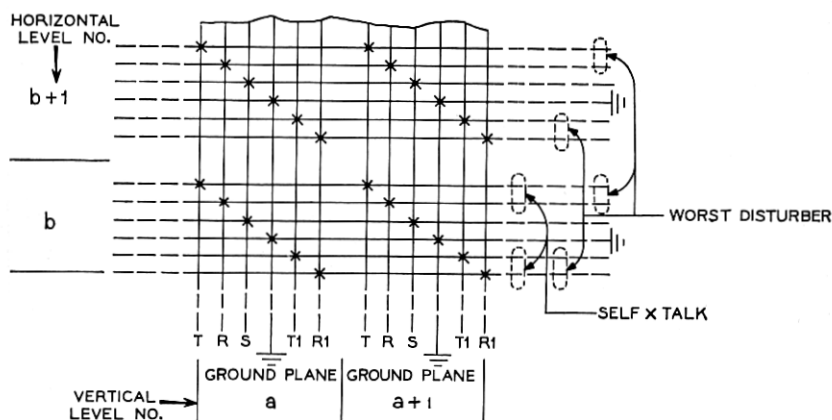 HORIZONTAL
LEVEL NO.
b+1
b
WORST DISTURBER
SELF X TALK
T R S T1 R1 T R S T1 R1
GROUND PLANE GROUND PLANE
a a+1
VERTICAL
LEVEL NO.